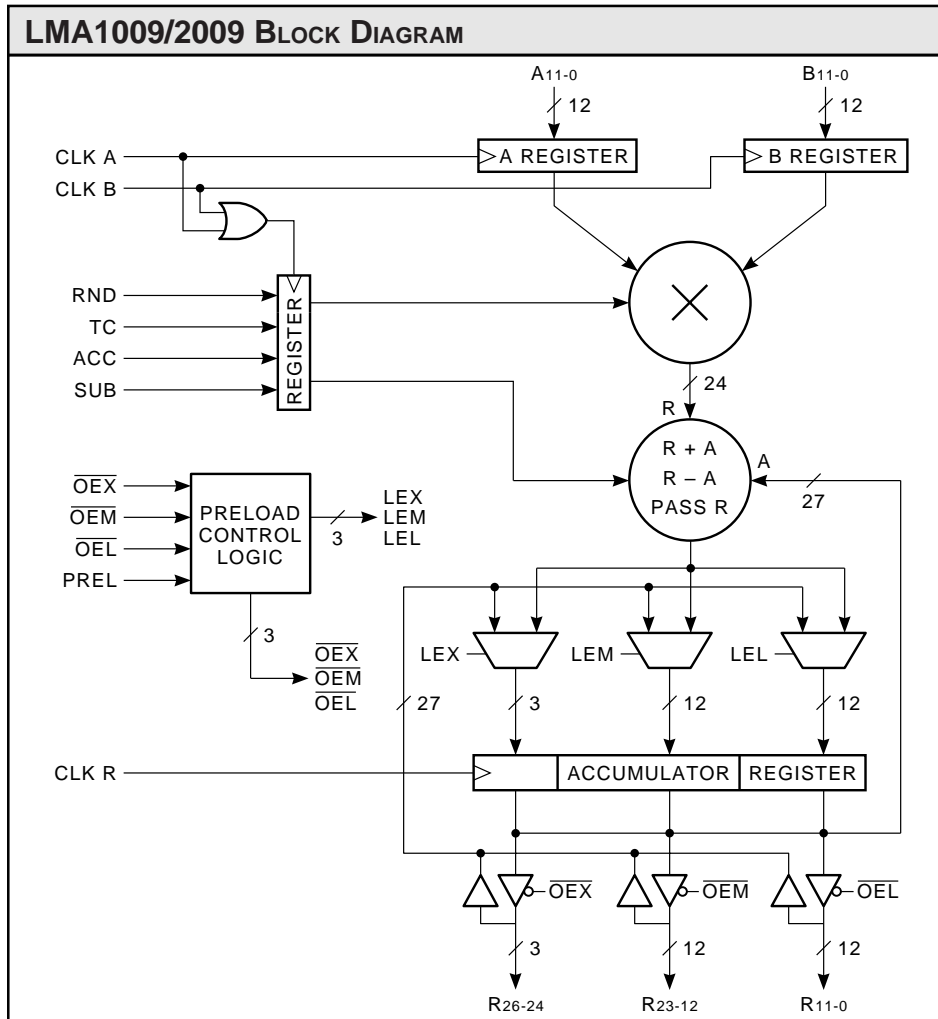 LMA1009/2009 BLOCK DIAGRAM
A11-0
B11-0
12
12
CLK A
A REGISTER
B REGISTER
CLK B
RND
TC
ACC
SUB
REGISTER
24
R
R + A
R – A
PASS R
A
27
OEX
OEM
OEL
PREL
PRELOAD
CONTROL
LOGIC
3
LEX
LEM
LEL
3
OEX
OEM
OEL
LEX
LEM
LEL
27
3
12
12
CLK R
ACCUMULATOR
REGISTER
OEX
OEM
OEL
3
12
12
R26-24
R23-12
R11-0